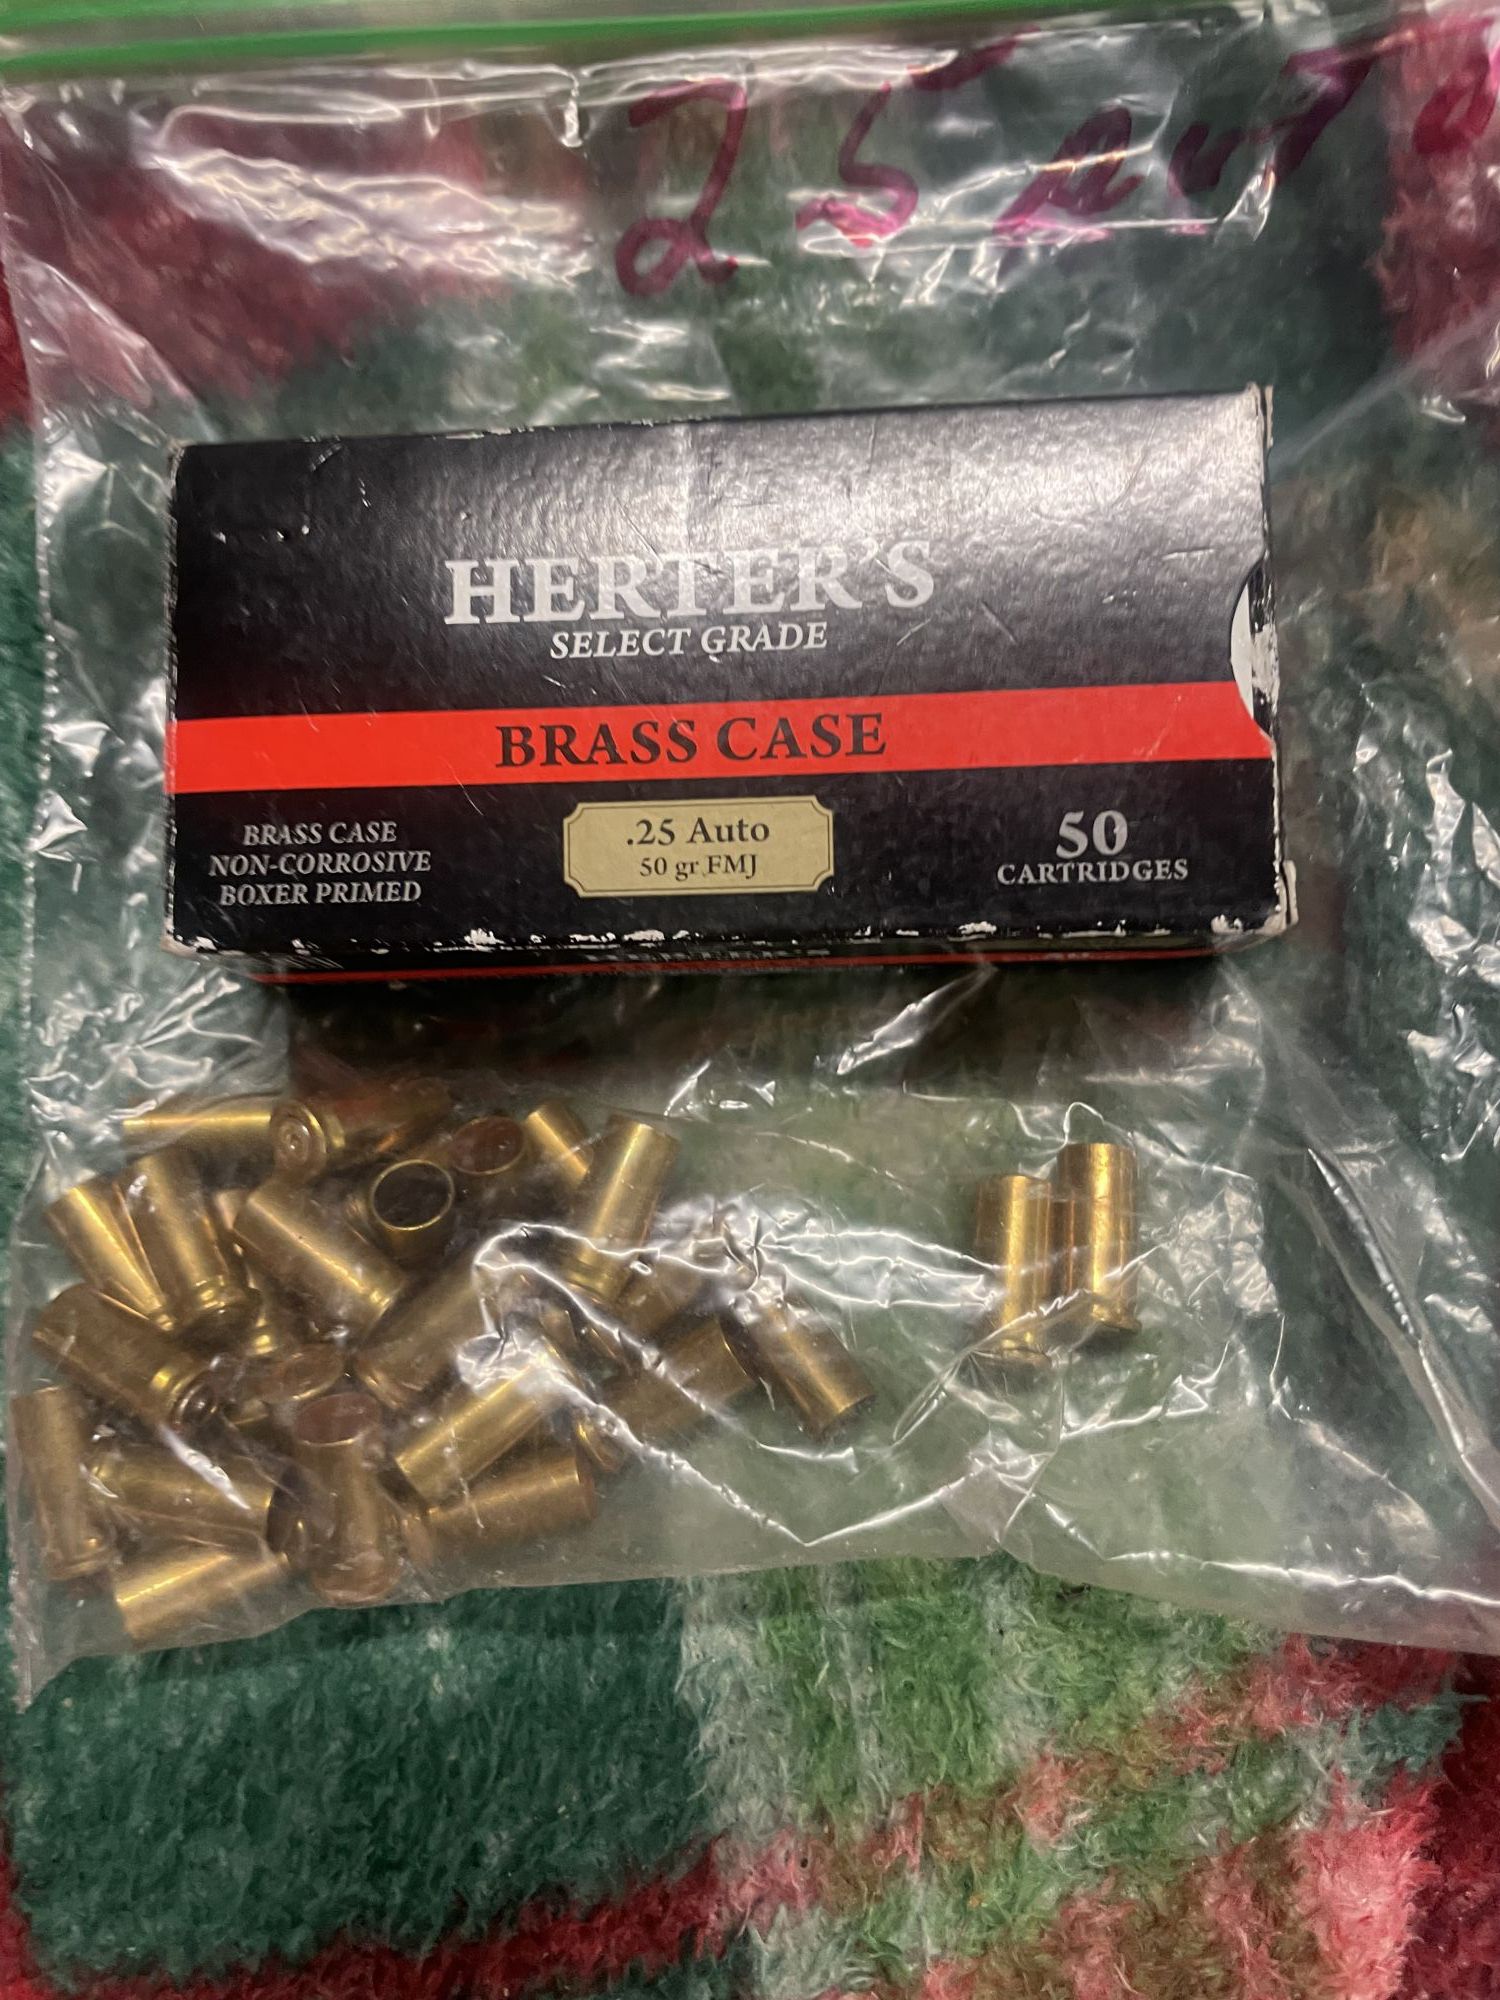 25 auto
HERTER'S
SELECT GRADE
BRASS CASE
BRASS CASE
NON-CORROSIVE
BOXER PRIMED
.25 Auto
50 gr FMJ
50
CARTRIDGES
HERTER'S